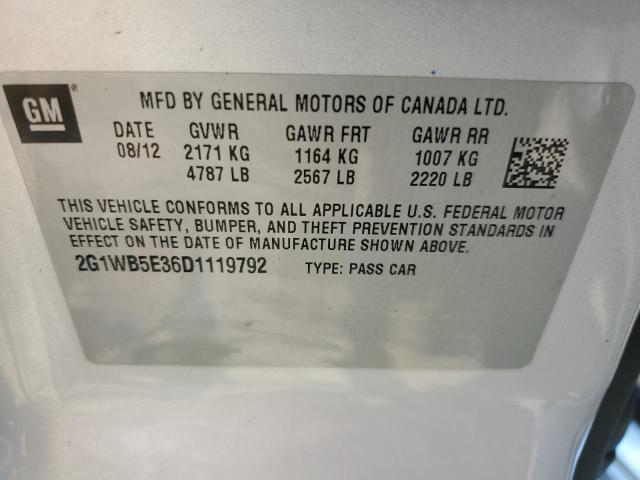 GM
MFD BY GENERAL MOTORS OF CANADA LTD.
DATE GVWR GAWR FRT GAWR RR
08/12 2171 KG 1164 KG 1007 KG
4787 LB 2567 LB 2220 LB
THIS VEHICLE CONFORMS TO ALL APPLICABLE U.S. FEDERAL MOTOR
VEHICLE SAFETY, BUMPER, AND THEFT PREVENTION STANDARDS IN
EFFECT ON THE DATE OF MANUFACTURE SHOWN ABOVE.
2G1WB5E36D1119792 TYPE: PASS CAR